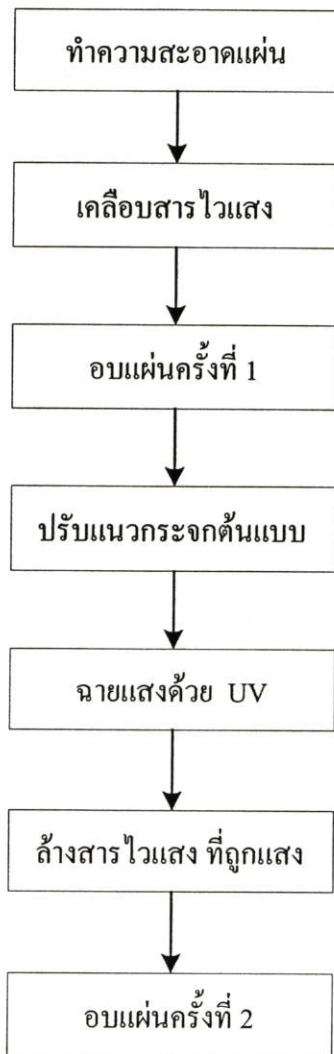 ทำความสะอาดแผ่น
เคลือบสารไวแสง
อบแผ่นครั้งที่ 1
ปรับแนวกระจกต้นแบบ
ฉายแสงด้วย UV
ล้างสารไวแสง ที่ถูกแสง
อบแผ่นครั้งที่ 2